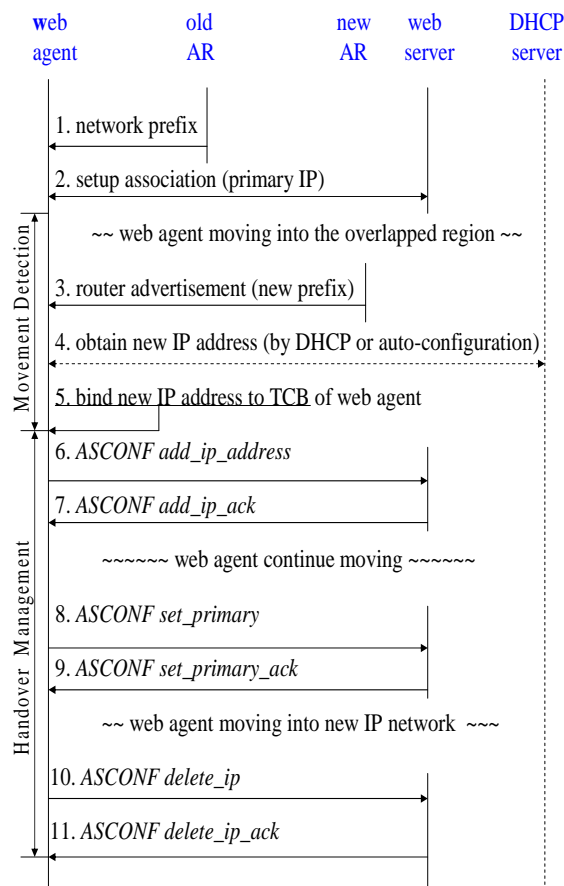 web old new web DHCP
agent AR AR server server
1. network prefix
2. setup association (primary IP)
~~ web agent moving into the overlapped region ~~
3. router advertisement (new prefix)
4. obtain new IP address (by DHCP or auto-configuration)
5. bind new IP address to TCB of web agent
Movement Detection
6. ASCONF add_ip_address
7. ASCONF add_ip_ack
~~~~~~ web agent continue moving ~~~~~~
8. ASCONF set_primary
9. ASCONF set_primary_ack
~~ web agent moving into new IP network ~~~
10. ASCONF delete_ip
11. ASCONF delete_ip_ack
Handover Management